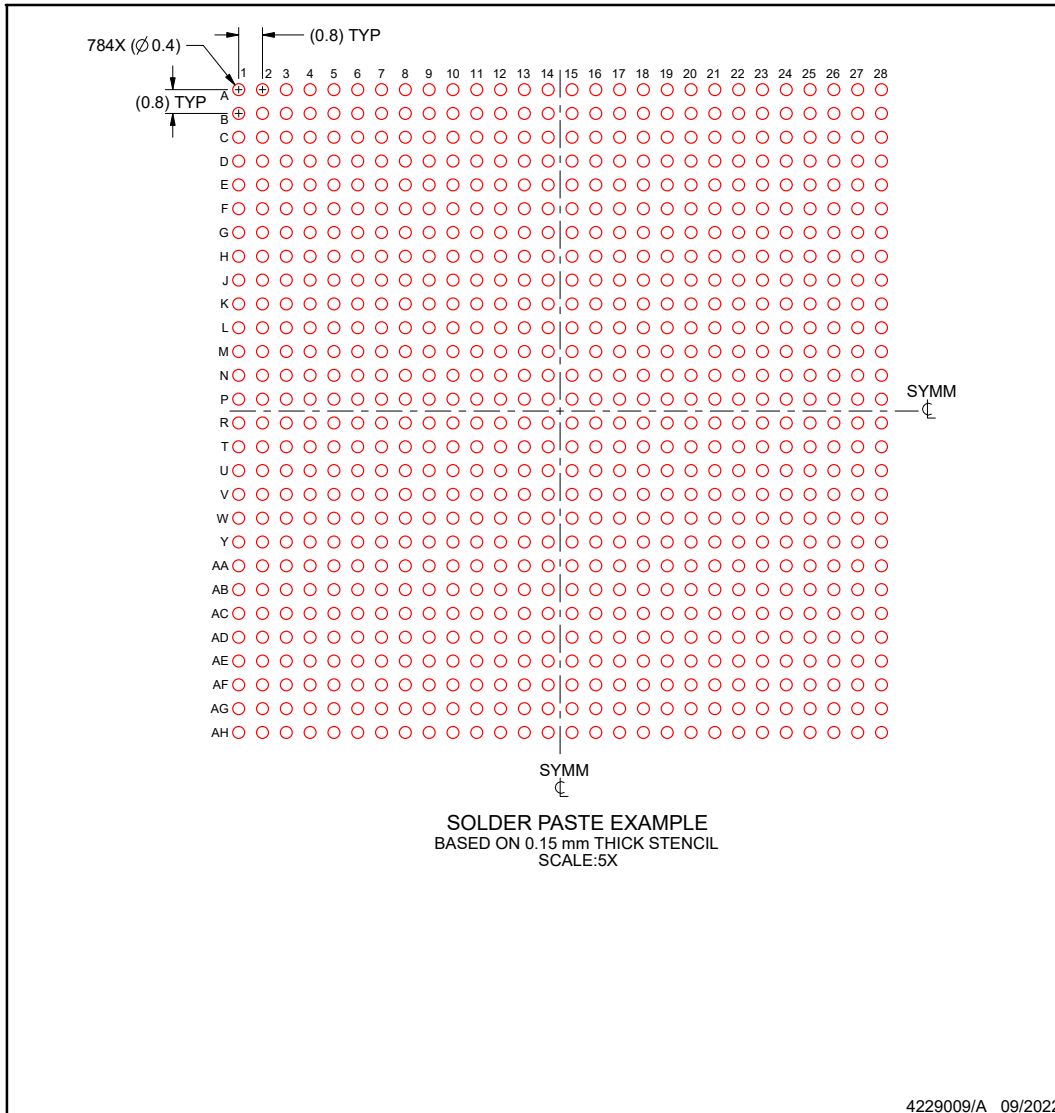 (0.8) TYP
784X (∅ 0.4)
1 2 3 4 5 6 7 8 9 10 11 12 13 14 15 16 17 18 19 20 21 22 23 24 25 26 27 28
A
(0.8) TYP
B
C
D
E
F
G
H
J
K
L
M
N
P
SYMM
℄
R
T
U
V
W
Y
AA
AB
AC
AD
AE
AF
AG
AH
SYMM
℄
SOLDER PASTE EXAMPLE
BASED ON 0.15 mm THICK STENCIL
SCALE:5X
4229009/A 09/2022